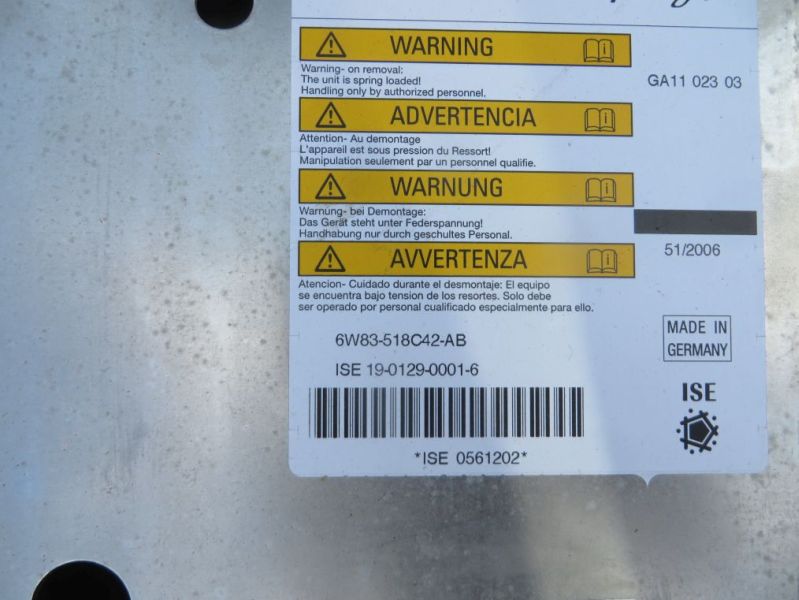 WARNING
Warning- on removal:
The unit is spring loaded!
Handling only by authorized personnel.
GA11 023 03
ADVERTENCIA
Attention- Au demontage
L'appareil est sous pression du Ressort!
Manipulation seulement par un personnel qualifie.
WARNUNG
Warnung- bei Demontage:
Das Gerät steht unter Federspannung!
Handhabung nur durch geschultes Personal.
51/2006
AVVERTENZA
Atencion- Cuidado durante el desmontaje: El equipo
se encuentra bajo tension de los resortes. Solo debe
ser operado por personal cualificado especialmente para ello.
6W83-518C42-AB
MADE IN
GERMANY
ISE 19-0129-0001-6
ISE
*ISE 0561202*